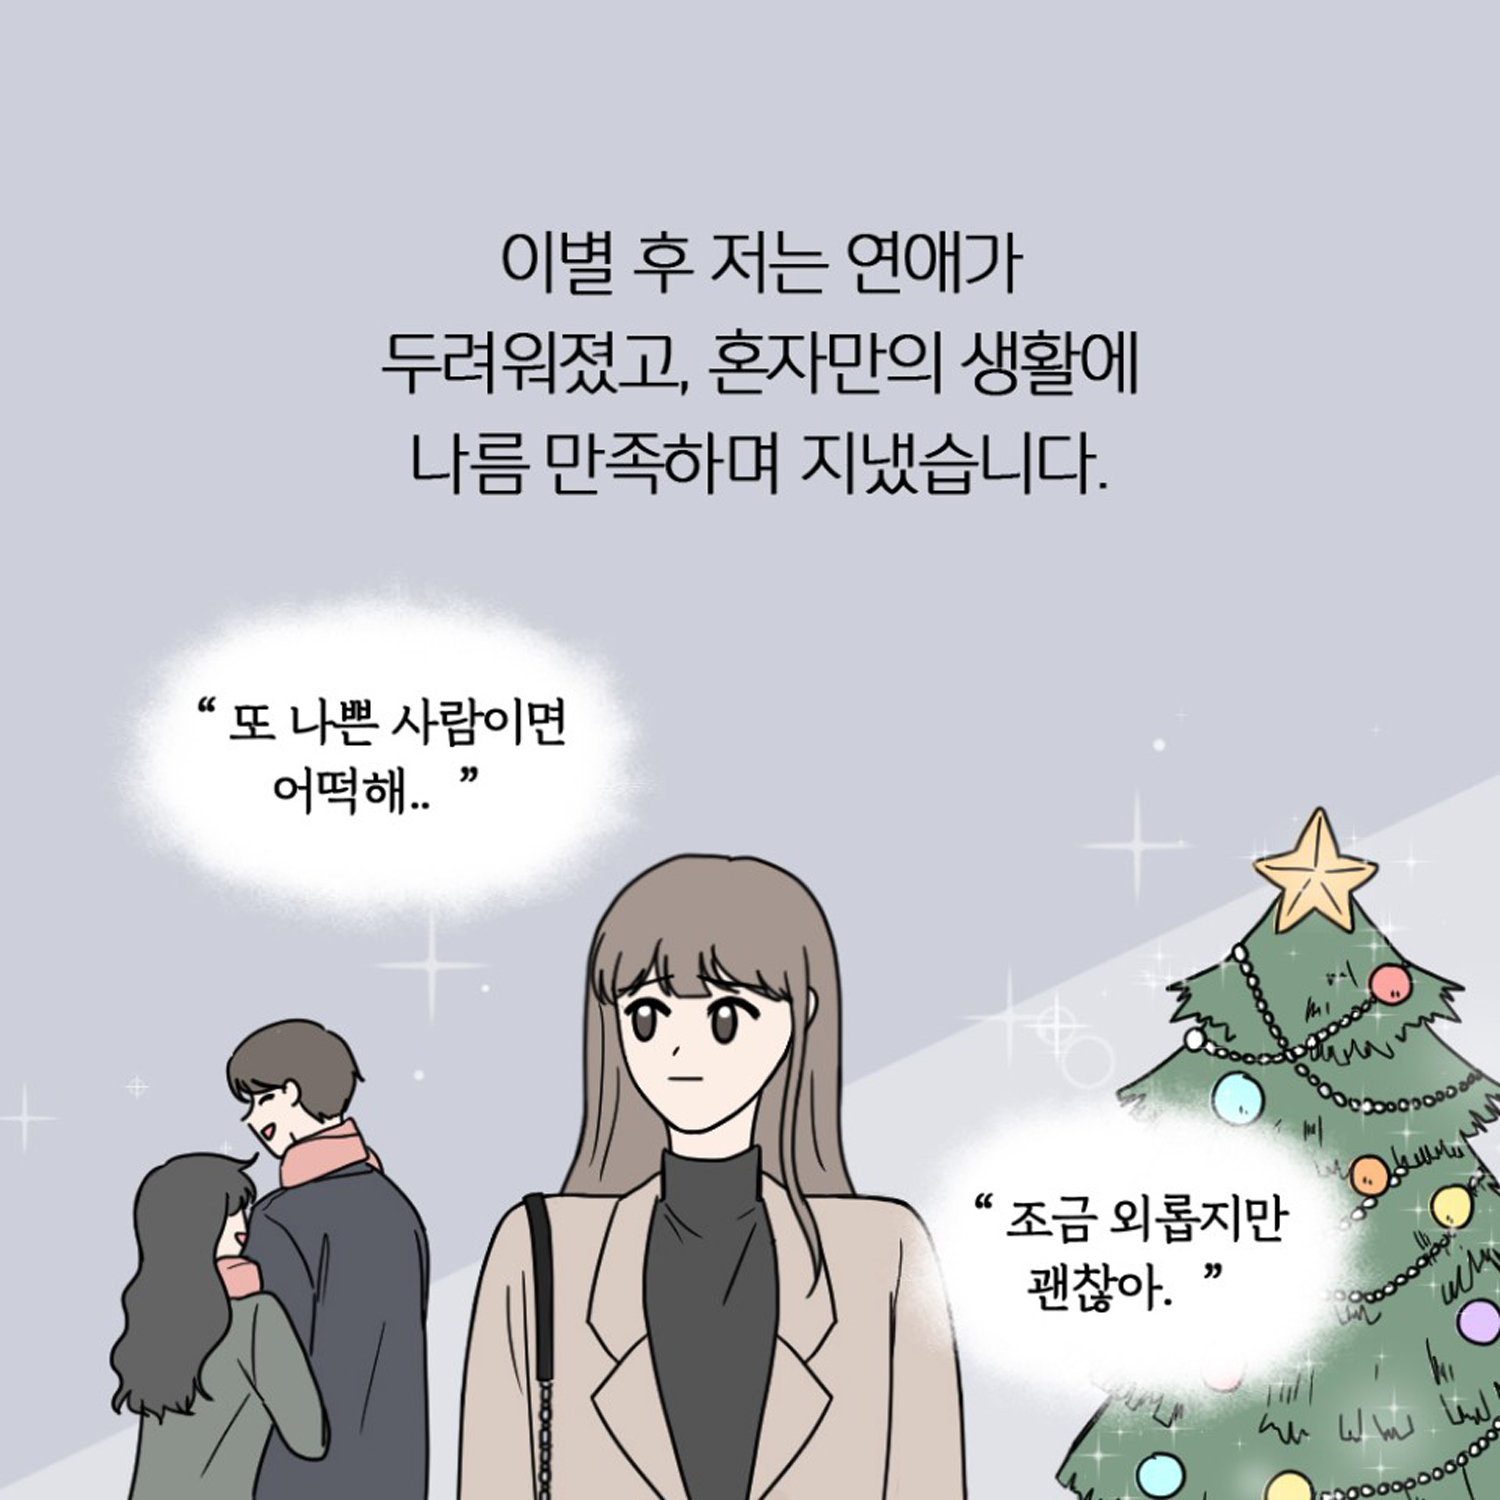 이별 후 저는 연애가
두려워졌고, 혼자만의 생활에
나름 만족하며 지냈습니다.
“ 또 나쁜 사람이면
어떡해.. ”
“ 조금 외롭지만
괜찮아. ”